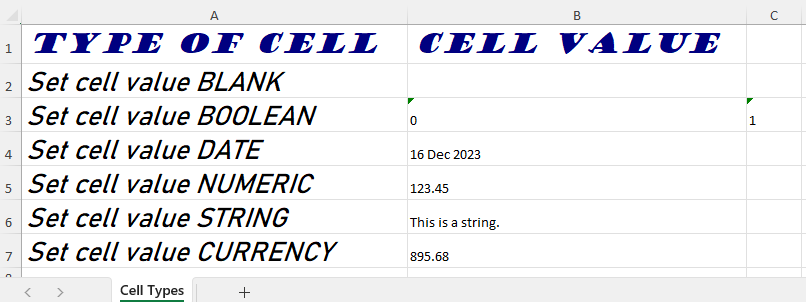 A B C
1 TYPE OF CELL CELL VALUE
2 Set cell value BLANK
3 Set cell value BOOLEAN 0 1
4 Set cell value DATE 16 Dec 2023
5 Set cell value NUMERIC 123.45
6 Set cell value STRING This is a string.
7 Set cell value CURRENCY 895.68
Cell Types